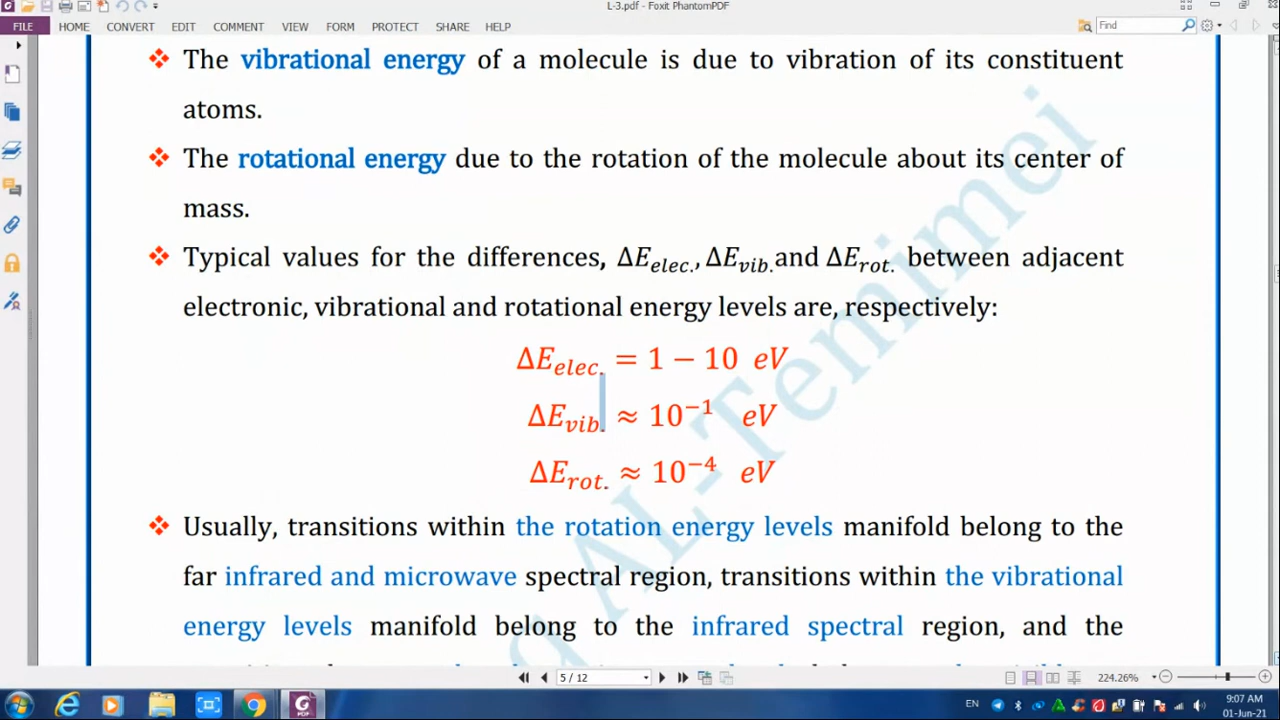 L-3.pdf - Foxit PhantomPDF
FILE HOME CONVERT EDIT COMMENT VIEW FORM PROTECT SHARE HELP Find
❖ The vibrational energy of a molecule is due to vibration of its constituent
atoms.
❖ The rotational energy due to the rotation of the molecule about its center of
mass.
❖ Typical values for the differences, ΔE_elec., ΔE_vib. and ΔE_rot. between adjacent
electronic, vibrational and rotational energy levels are, respectively:
ΔE_elec. = 1 − 10 eV
ΔE_vib. ≈ 10⁻¹ eV
ΔE_rot. ≈ 10⁻⁴ eV
❖ Usually, transitions within the rotation energy levels manifold belong to the
far infrared and microwave spectral region, transitions within the vibrational
energy levels manifold belong to the infrared spectral region, and the
AL-Temimei
5 / 12
224.26%
EN 9:07 AM
01-Jun-21